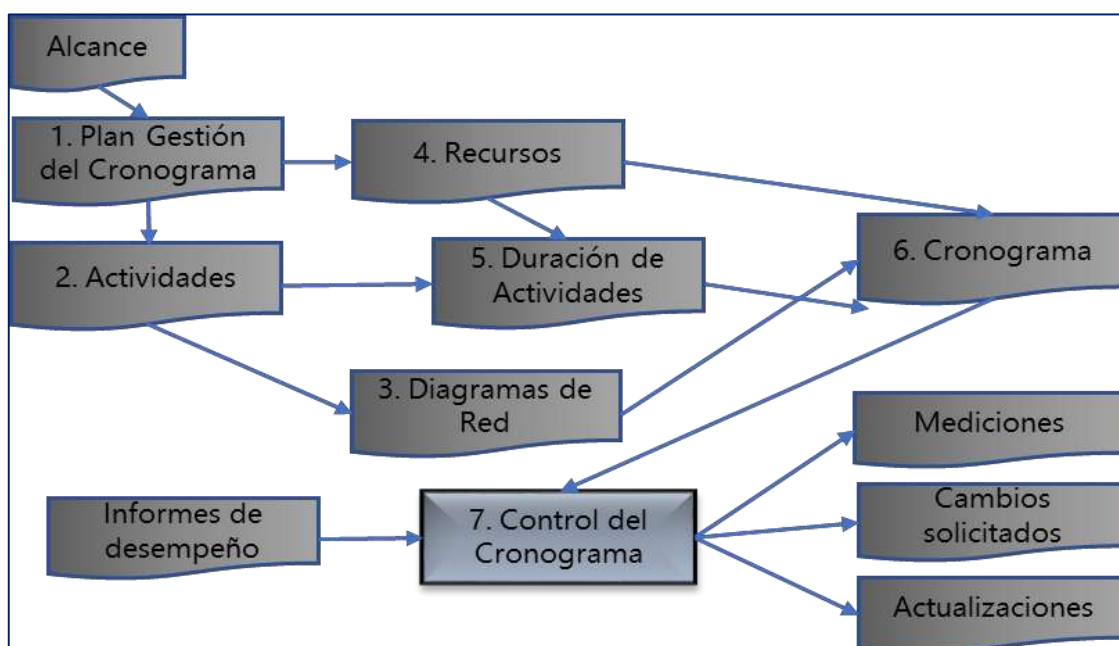 Alcance
1. Plan Gestión
del Cronograma
4. Recursos
2. Actividades
5. Duración de
Actividades
6. Cronograma
3. Diagramas de
Red
Mediciones
Informes de
desempeño
7. Control del
Cronograma
Cambios
solicitados
Actualizaciones